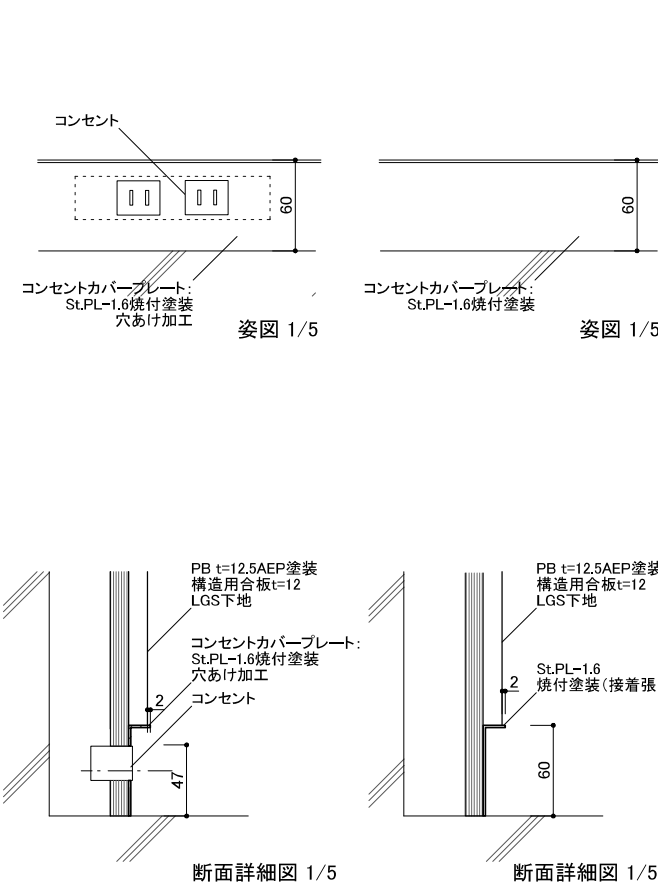 コンセント
60
コンセントカバープレート:
St.PL-1.6焼付塗装
穴あけ加工
姿図 1/5
60
コンセントカバープレート:
St.PL-1.6焼付塗装
姿図 1/5
PB t=12.5AEP塗装
構造用合板t=12
LGS下地
コンセントカバープレート:
St.PL-1.6焼付塗装
穴あけ加工
コンセント
2
47
断面詳細図 1/5
PB t=12.5AEP塗装
構造用合板t=12
LGS下地
St.PL-1.6
焼付塗装(接着張
2
60
断面詳細図 1/5